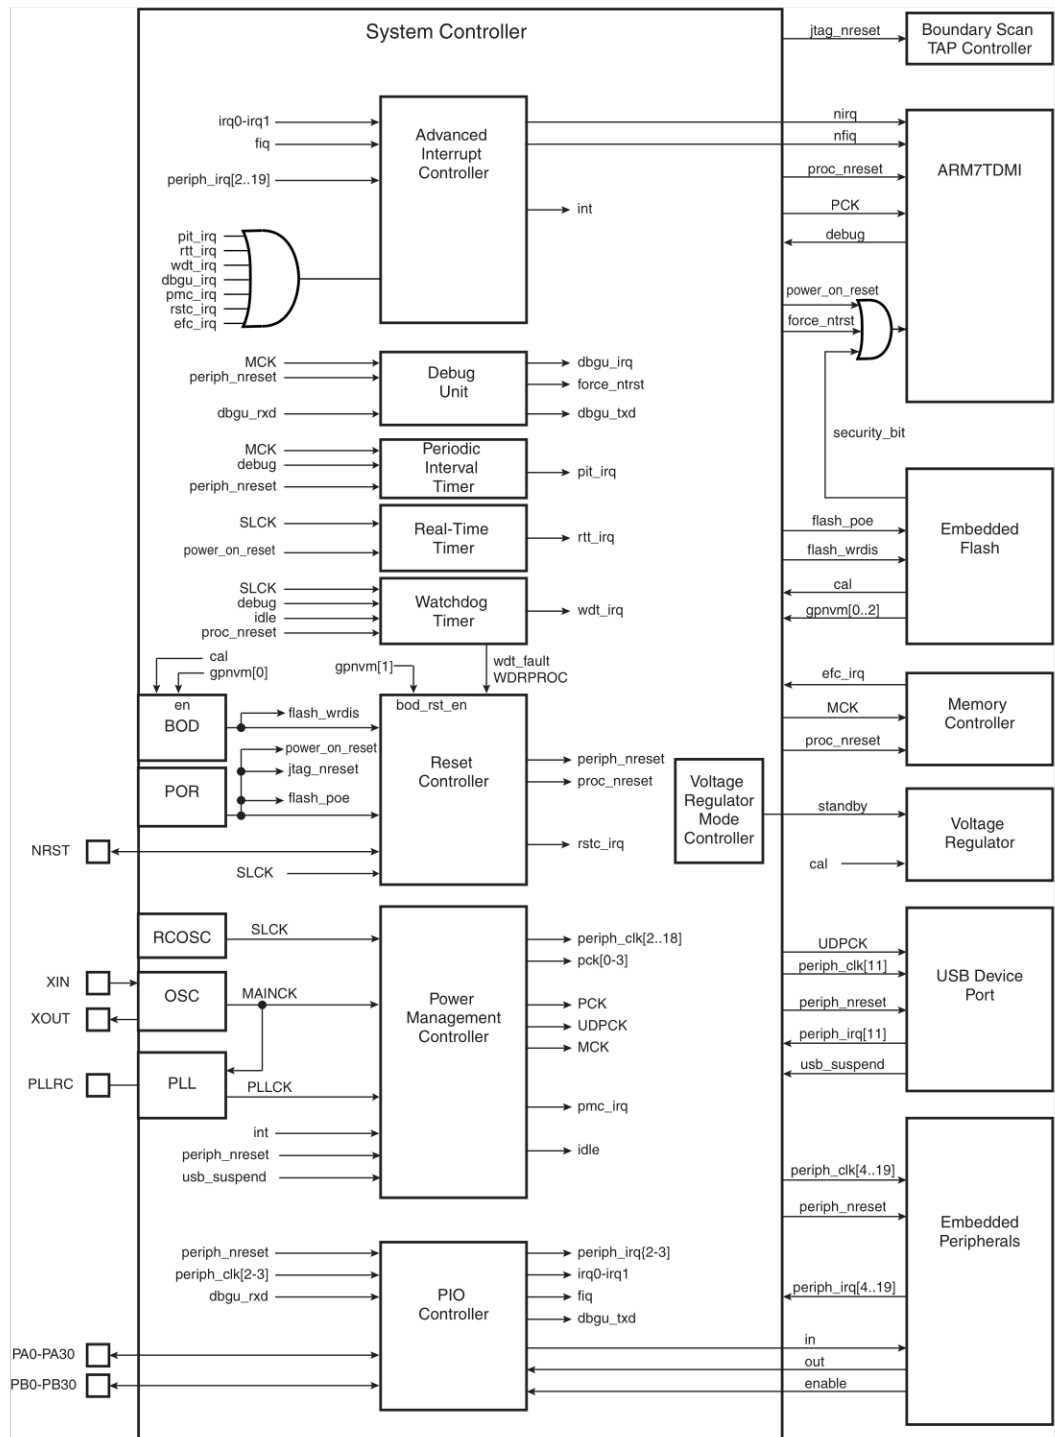 System Controller
jtag_nreset
Boundary Scan
TAP Controller
irq0-irq1
fiq
periph_irq[2..19]
Advanced
Interrupt
Controller
int
nirq
nfiq
proc_nreset
PCK
debug
ARM7TDMI
pit_irq
rtt_irq
wdt_irq
dbgu_irq
pmc_irq
rstc_irq
efc_irq
power_on_reset
force_ntrst
security_bit
MCK
periph_nreset
dbgu_rxd
Debug
Unit
dbgu_irq
force_ntrst
dbgu_txd
MCK
debug
periph_nreset
Periodic
Interval
Timer
pit_irq
SLCK
power_on_reset
Real-Time
Timer
rtt_irq
flash_poe
flash_wrdis
cal
gpnvm[0..2]
Embedded
Flash
SLCK
debug
idle
proc_nreset
Watchdog
Timer
wdt_irq
cal
gpnvm[0]
gpnvm[1]
wdt_fault
WDRPROC
efc_irq
MCK
proc_nreset
Memory
Controller
en
BOD
flash_wrdis
power_on_reset
jtag_nreset
flash_poe
POR
bod_rst_en
Reset
Controller
periph_nreset
proc_nreset
rstc_irq
NRST
SLCK
Voltage
Regulator
Mode
Controller
standby
cal
Voltage
Regulator
RCOSC
SLCK
XIN
XOUT
OSC
MAINCK
PLLRC
PLL
PLLCK
int
periph_nreset
usb_suspend
Power
Management
Controller
periph_clk[2..18]
pck[0-3]
PCK
UDPCK
MCK
pmc_irq
idle
UDPCK
periph_clk[11]
periph_nreset
periph_irq[11]
usb_suspend
USB Device
Port
periph_clk[4..19]
periph_nreset
periph_irq[4..19]
in
out
enable
Embedded
Peripherals
periph_nreset
periph_clk[2-3]
dbgu_rxd
PIO
Controller
periph_irq{2-3]
irq0-irq1
fiq
dbgu_txd
PA0-PA30
PB0-PB30